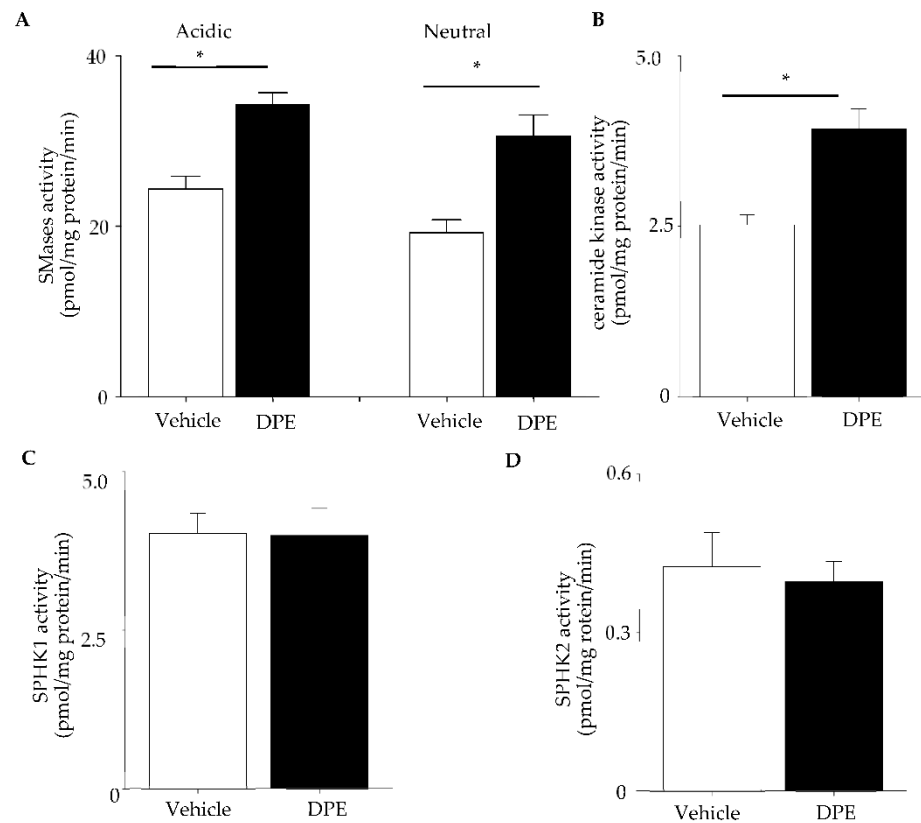 A
Acidic
Neutral
*
*
40
20
0
SMases activity
(pmol/mg protein/min)
Vehicle
DPE
Vehicle
DPE
B
*
5.0
2.5
0
ceramide kinase activity
(pmol/mg protein/min)
Vehicle
DPE
C
5.0
2.5
0
SPHK1 activity
(pmol/mg protein/min)
Vehicle
DPE
D
0.6
0.3
0
SPHK2 activity
(pmol/mg rotein/min)
Vehicle
DPE